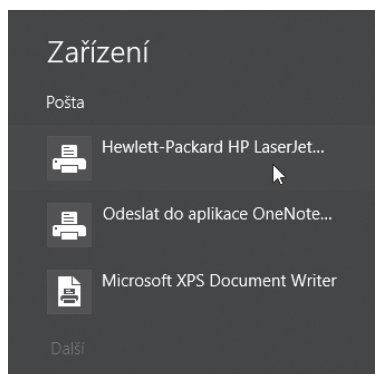 Zařízení
Pošta
Hewlett-Packard HP LaserJet...
Odeslat do aplikace OneNote...
Microsoft XPS Document Writer
Další